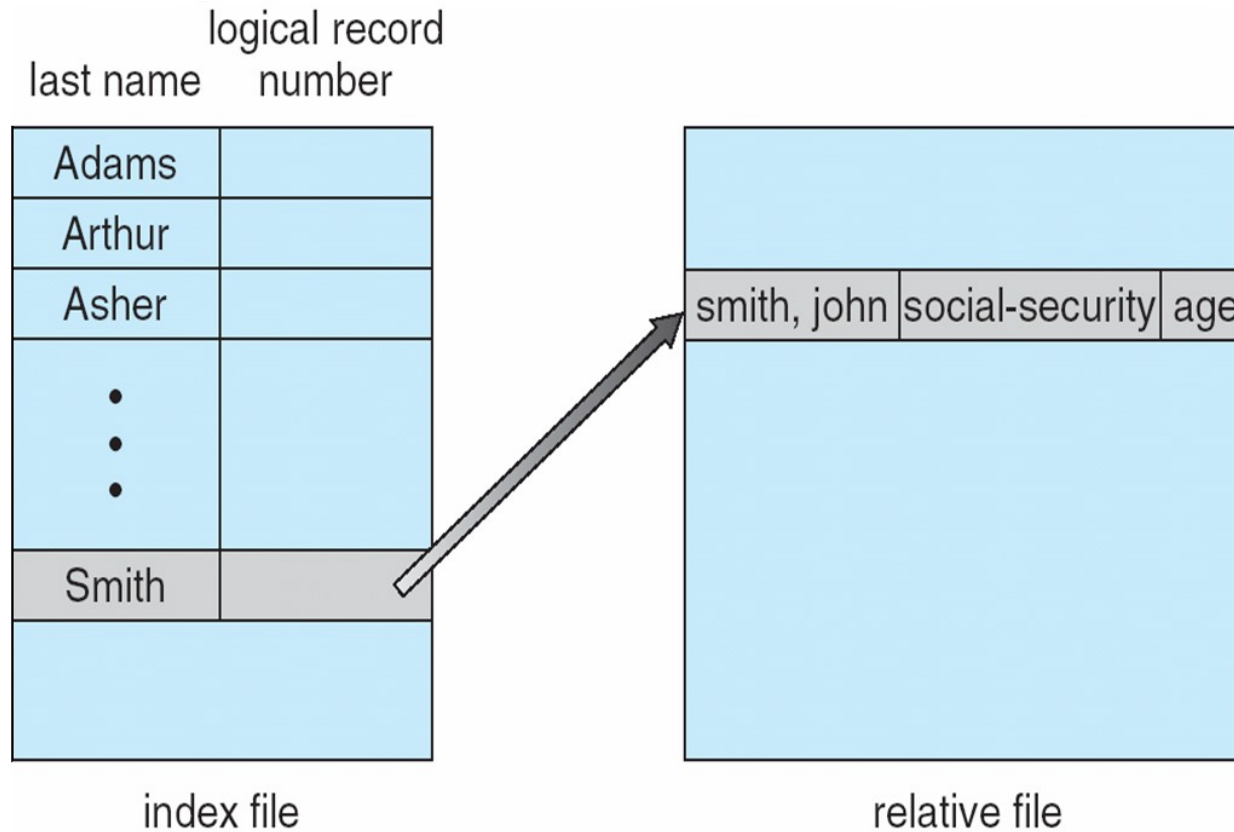 logical record
last name number
Adams
Arthur
Asher
smith, john social-security age
Smith
index file relative file